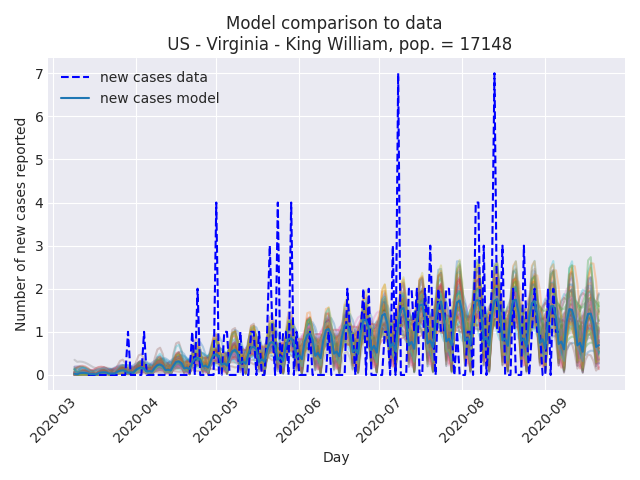 Model comparison to data
US - Virginia - King William, pop. = 17148
new cases data
new cases model
Number of new cases reported
7
6
5
4
3
2
1
0
2020-03
2020-04
2020-05
2020-06
2020-07
2020-08
2020-09
Day